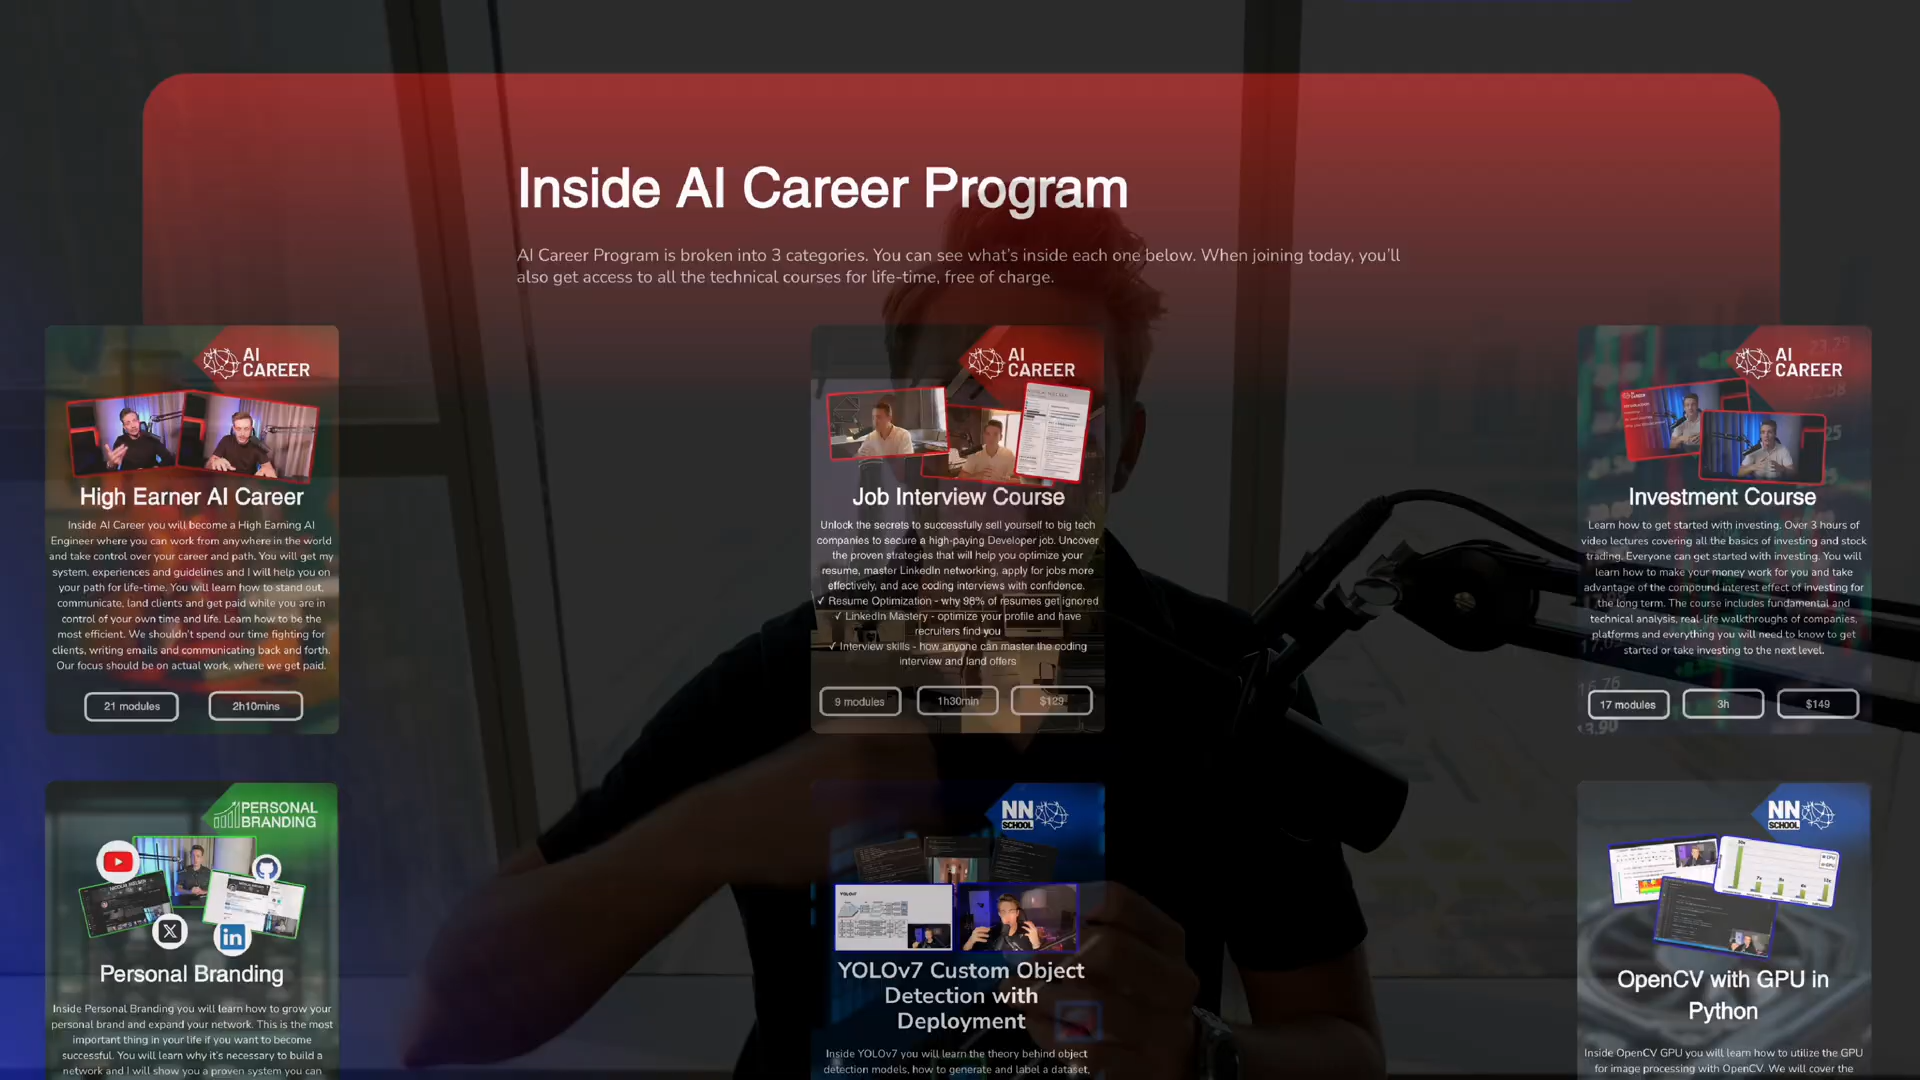 Inside AI Career Program
AI Career Program is broken into 3 categories. You can see what's inside each one below. When joining today, you'll
also get access to all the technical courses for life-time, free of charge.
AI
CAREER
High Earner AI Career
Inside AI Career you will become a High Earning AI
Engineer where you can work from anywhere in the world
and take control over your career and path. You will get my
system, experiences and guidelines and I will help you on
your path for life-time. You will learn how to stand out,
communicate, land clients and get paid while you are in
control of your own time and life. Learn how to be the
most efficient. We shouldn't spend our time fighting for
clients, writing emails and communicating back and forth.
Our focus should be on actual work, where we get paid.
21 modules
2h10mins
AI
CAREER
Job Interview Course
Unlock the secrets to successfully sell yourself to big tech
companies to secure a high-paying Developer job. Uncover
the proven strategies that will help you optimize your
resume, master LinkedIn networking, apply for jobs more
effectively, and ace coding interviews with confidence.
✓ Resume Optimization - why 98% of resumes get ignored
✓ LinkedIn Mastery - optimize your profile and have
recruiters find you
✓ Interview skills - how anyone can master the coding
interview and land offers
9 modules
1h30min
$129
AI
CAREER
Investment Course
Learn how to get started with investing. Over 3 hours of
video lectures covering all the basics of investing and stock
trading. Everyone can get started with investing. You will
learn how to make your money work for you and take
advantage of the compound interest effect of investing for
the long term. The course includes fundamental and
technical analysis, real-life walkthroughs of companies,
platforms and everything you will need to know to get
started or take investing to the next level.
17 modules
3h
$149
PERSONAL
BRANDING
Personal Branding
Inside Personal Branding you will learn how to grow your
personal brand and expand your network. This is the most
important thing in your life if you want to become
successful. You will learn why it's necessary to build a
network and I will show you a proven system you can
NN
SCHOOL
YOLOv7
YOLOv7 Custom Object
Detection with
Deployment
Inside YOLOv7 you will learn the theory behind object
detection models, how to generate and label a dataset,
NN
SCHOOL
OpenCV with GPU in
Python
Inside OpenCV GPU you will learn how to utilize the GPU
for image processing with OpenCV. We will cover the